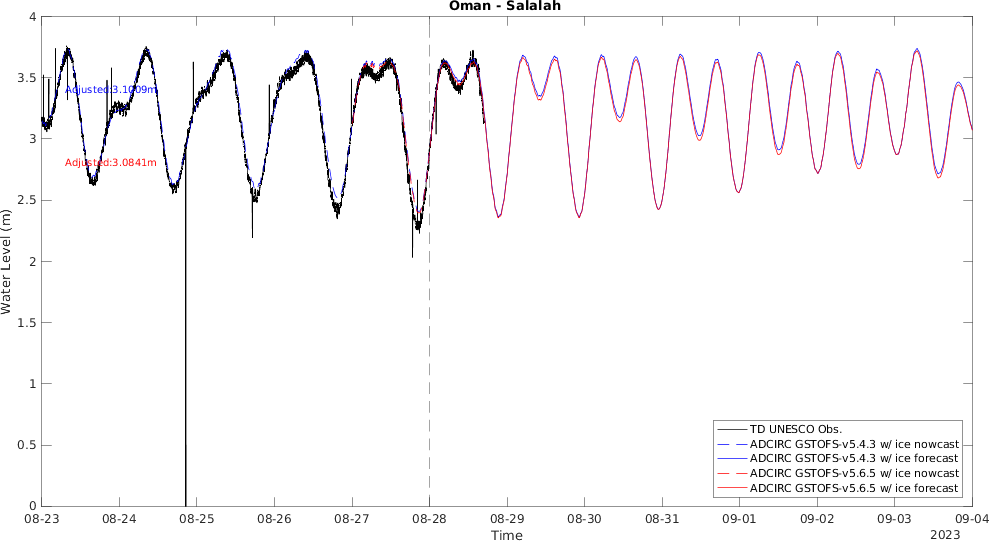 Oman - Salalah
4
3.5
3
2.5
2
1.5
1
0.5
0
Water Level (m)
Adjusted:3.1009m
Adjusted:3.0841m
TD UNESCO Obs.
ADCIRC GSTOFS-v5.4.3 w/ ice nowcast
ADCIRC GSTOFS-v5.4.3 w/ ice forecast
ADCIRC GSTOFS-v5.6.5 w/ ice nowcast
ADCIRC GSTOFS-v5.6.5 w/ ice forecast
08-23 08-24 08-25 08-26 08-27 08-28 08-29 08-30 08-31 09-01 09-02 09-03 09-04
Time
2023